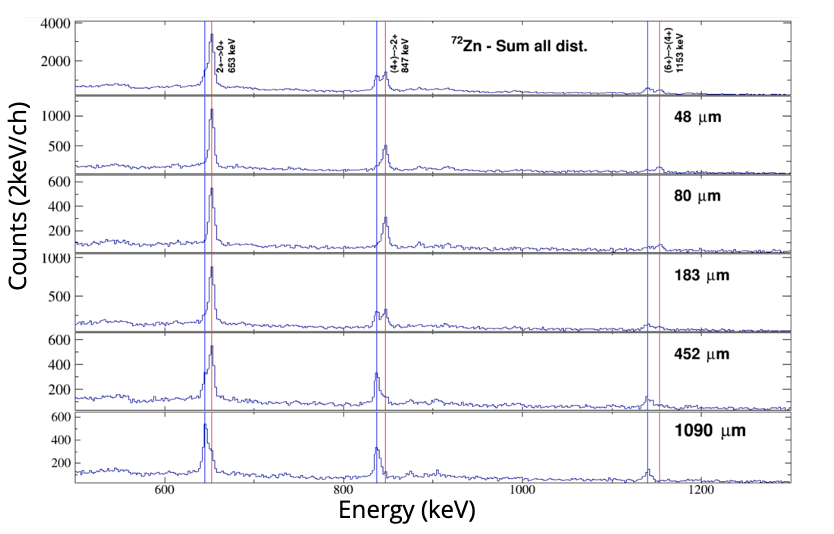 4000
2000
2+-->0+
653 keV
(4+)-->2+
847 keV
⁷²Zn - Sum all dist.
(6+)-->(4+)
1153 keV
1000
500
48 µm
600
400
200
80 µm
1000
500
183 µm
600
400
200
452 µm
600
400
200
1090 µm
600
800
1000
1200
Counts (2keV/ch)
Energy (keV)